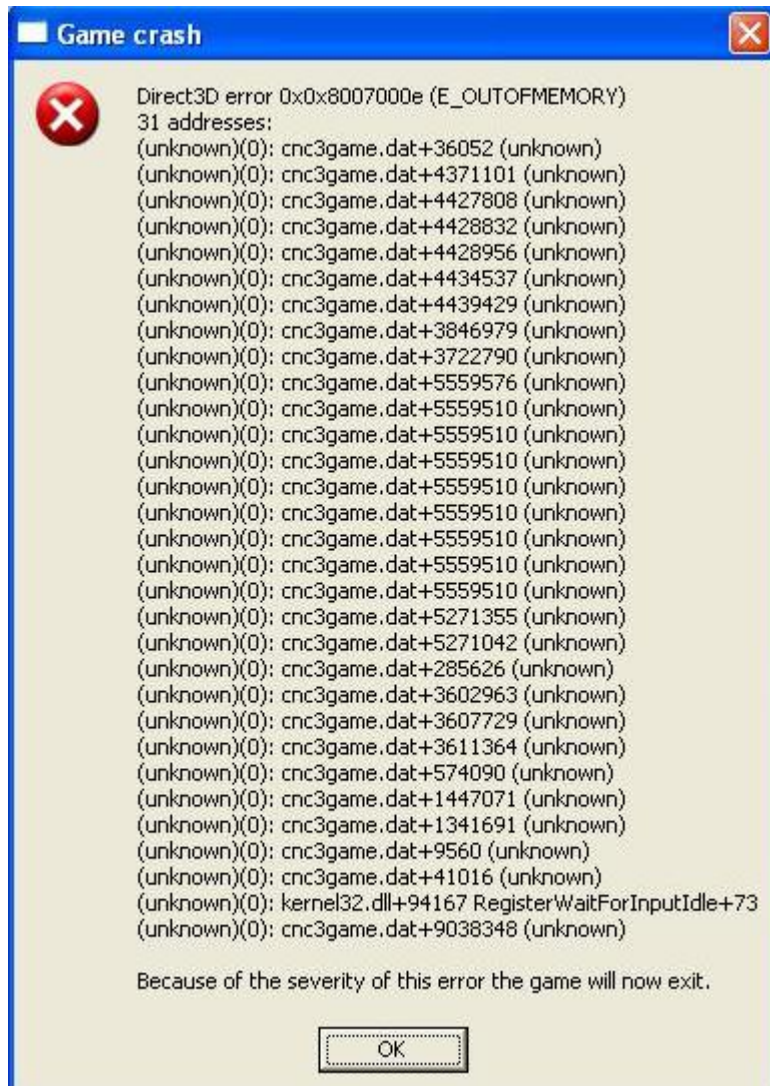 Game crash
Direct3D error 0x0x8007000e (E_OUTOFMEMORY)
31 addresses:
(unknown)(0): cnc3game.dat+36052 (unknown)
(unknown)(0): cnc3game.dat+4371101 (unknown)
(unknown)(0): cnc3game.dat+4427808 (unknown)
(unknown)(0): cnc3game.dat+4428832 (unknown)
(unknown)(0): cnc3game.dat+4428956 (unknown)
(unknown)(0): cnc3game.dat+4434537 (unknown)
(unknown)(0): cnc3game.dat+4439429 (unknown)
(unknown)(0): cnc3game.dat+3846979 (unknown)
(unknown)(0): cnc3game.dat+3722790 (unknown)
(unknown)(0): cnc3game.dat+5559576 (unknown)
(unknown)(0): cnc3game.dat+5559510 (unknown)
(unknown)(0): cnc3game.dat+5559510 (unknown)
(unknown)(0): cnc3game.dat+5559510 (unknown)
(unknown)(0): cnc3game.dat+5559510 (unknown)
(unknown)(0): cnc3game.dat+5559510 (unknown)
(unknown)(0): cnc3game.dat+5559510 (unknown)
(unknown)(0): cnc3game.dat+5559510 (unknown)
(unknown)(0): cnc3game.dat+5559510 (unknown)
(unknown)(0): cnc3game.dat+5271355 (unknown)
(unknown)(0): cnc3game.dat+5271042 (unknown)
(unknown)(0): cnc3game.dat+285626 (unknown)
(unknown)(0): cnc3game.dat+3602963 (unknown)
(unknown)(0): cnc3game.dat+3607729 (unknown)
(unknown)(0): cnc3game.dat+3611364 (unknown)
(unknown)(0): cnc3game.dat+574090 (unknown)
(unknown)(0): cnc3game.dat+1447071 (unknown)
(unknown)(0): cnc3game.dat+1341691 (unknown)
(unknown)(0): cnc3game.dat+9560 (unknown)
(unknown)(0): cnc3game.dat+41016 (unknown)
(unknown)(0): kernel32.dll+94167 RegisterWaitForInputIdle+73
(unknown)(0): cnc3game.dat+9038348 (unknown)
Because of the severity of this error the game will now exit.
OK